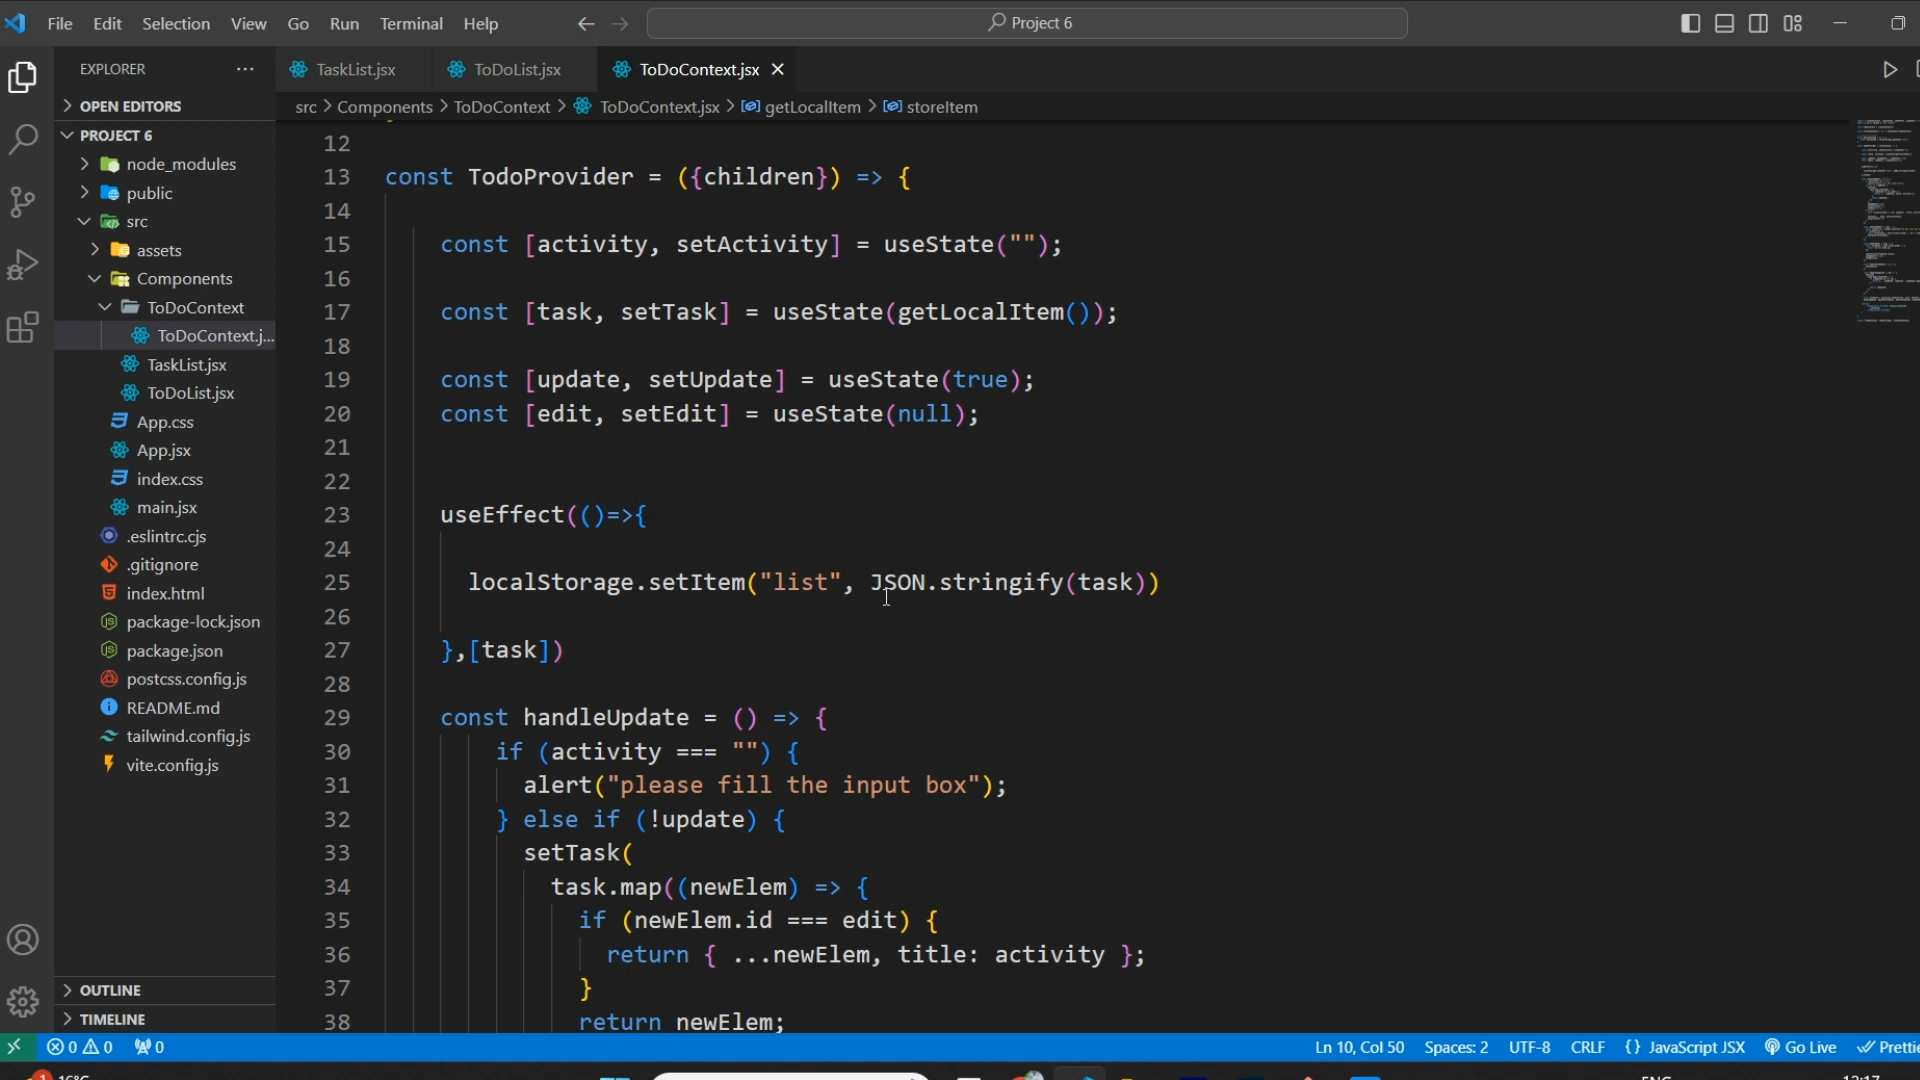 File Edit Selection View Go Run Terminal Help
Project 6
EXPLORER
OPEN EDITORS
PROJECT 6
node_modules
public
src
assets
Components
ToDoContext
ToDoContext.j...
TaskList.jsx
ToDoList.jsx
App.css
App.jsx
index.css
main.jsx
.eslintrc.cjs
.gitignore
index.html
package-lock.json
package.json
postcss.config.js
README.md
tailwind.config.js
vite.config.js
OUTLINE
TIMELINE
TaskList.jsx ToDoList.jsx ToDoContext.jsx
src > Components > ToDoContext > ToDoContext.jsx > getLocalItem > storeItem
12
13 const TodoProvider = ({children}) => {
14
15 const [activity, setActivity] = useState("");
16
17 const [task, setTask] = useState(getLocalItem());
18
19 const [update, setUpdate] = useState(true);
20 const [edit, setEdit] = useState(null);
21
22
23 useEffect(()=>{
24
25 localStorage.setItem("list", JSON.stringify(task))
26
27 },[task])
28
29 const handleUpdate = () => {
30 if (activity === "") {
31 alert("please fill the input box");
32 } else if (!update) {
33 setTask(
34 task.map((newElem) => {
35 if (newElem.id === edit) {
36 return { ...newElem, title: activity };
37 }
38 return newElem;
0 0 0 Ln 10, Col 50 Spaces: 2 UTF-8 CRLF {} JavaScript JSX Go Live Prettie